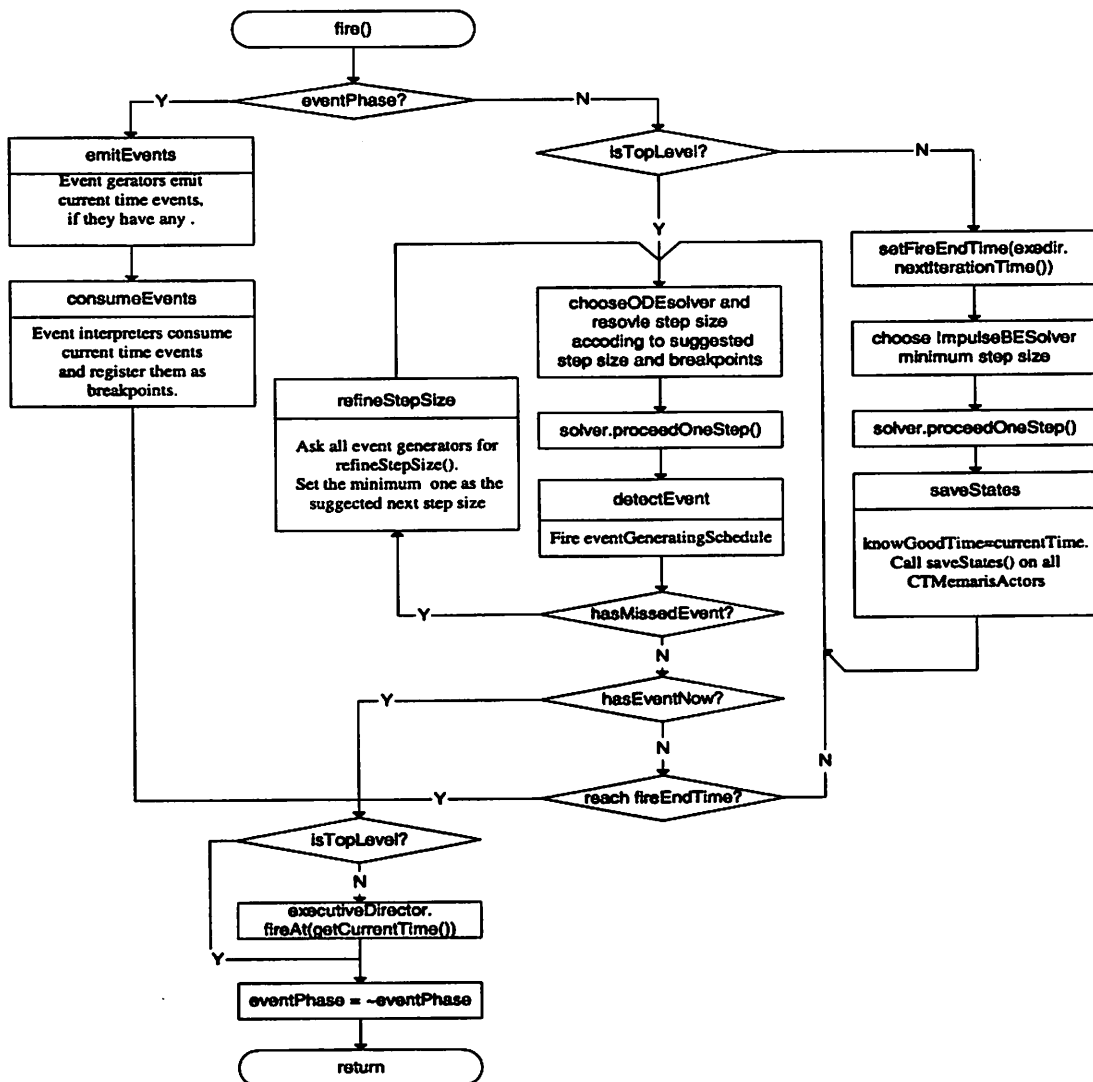 fire()
eventPhase?
Y
N
emitEvents
Event gerators emit
current time events,
if they have any .
consumeEvents
Event interpreters consume
current time events
and register them as
breakpoints.
isTopLevel?
N
Y
setFireEndTime(exedir.
nextIterationTime())
choose ImpulseBESolver
minimum step size
solver.proceedOneStep()
saveStates
knowGoodTime=currentTime.
Call saveStates() on all
CTMemarisActors
chooseODEsolver and
resovle step size
accoding to suggested
step size and breakpoints
solver.proceedOneStep()
detectEvent
Fire eventGeneratingSchedule
refineStepSize
Ask all event generators for
refineStepSize().
Set the minimum one as the
suggested next step size
hasMissedEvent?
Y
N
hasEventNow?
Y
N
reach fireEndTime?
Y
N
isTopLevel?
N
executiveDirector.
fireAt(getCurrentTime())
Y
eventPhase = ~eventPhase
return